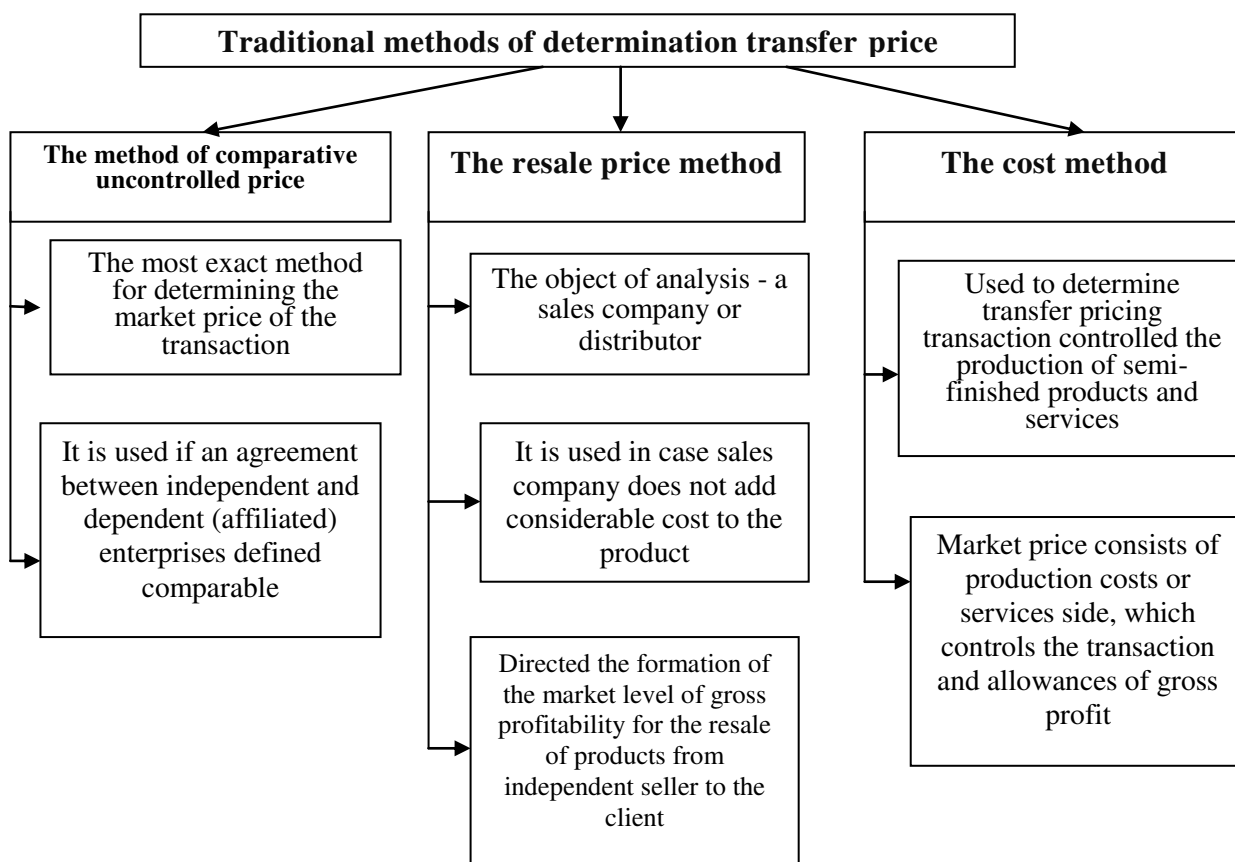 Traditional methods of determination transfer price
The method of comparative
uncontrolled price
The most exact method
for determining the
market price of the
transaction
It is used if an agreement
between independent and
dependent (affiliated)
enterprises defined
comparable
The resale price method
The object of analysis - a
sales company or
distributor
It is used in case sales
company does not add
considerable cost to the
product
Directed the formation of
the market level of gross
profitability for the resale
of products from
independent seller to the
client
The cost method
Used to determine
transfer pricing
transaction controlled the
production of semi-
finished products and
services
Market price consists of
production costs or
services side, which
controls the transaction
and allowances of gross
profit